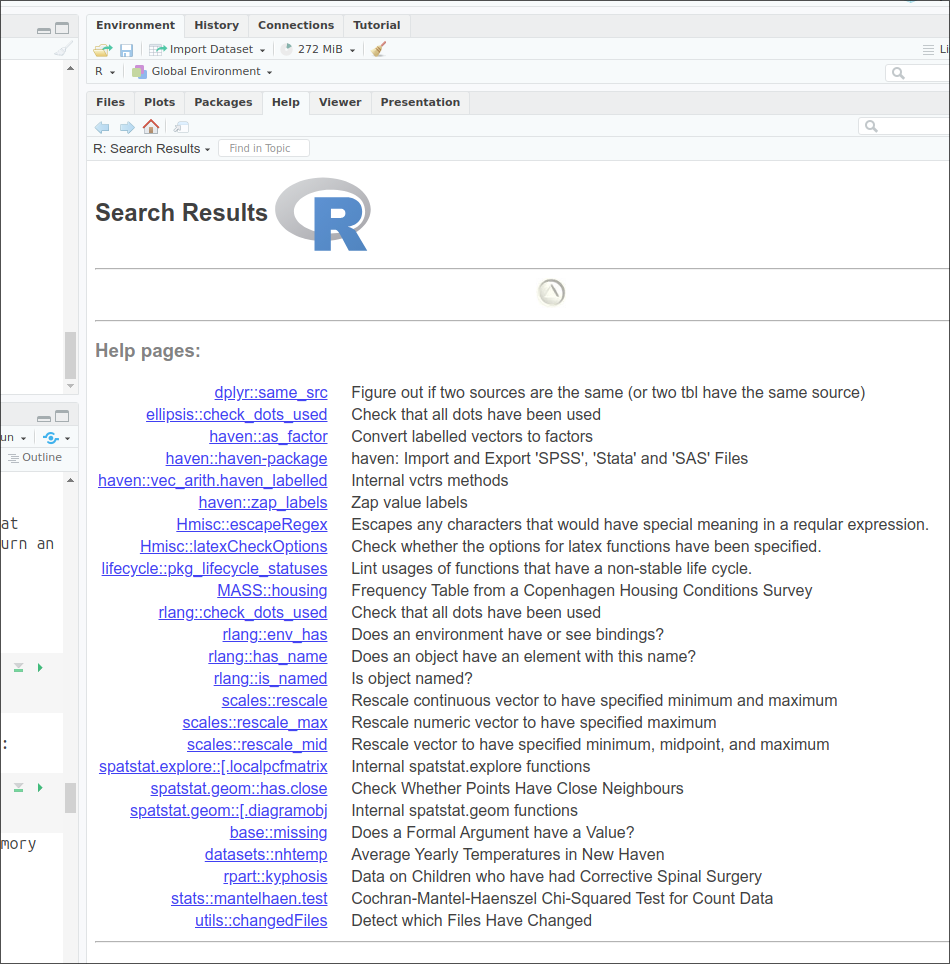 Environment History Connections Tutorial
Import Dataset 272 MiB Li
R Global Environment
Files Plots Packages Help Viewer Presentation
R: Search Results Find in Topic
Search Results R
Help pages:
dplyr::same_src Figure out if two sources are the same (or two tbl have the same source)
ellipsis::check_dots_used Check that all dots have been used
haven::as_factor Convert labelled vectors to factors
haven::haven-package haven: Import and Export 'SPSS', 'Stata' and 'SAS' Files
haven::vec_arith.haven_labelled Internal vctrs methods
haven::zap_labels Zap value labels
Hmisc::escapeRegex Escapes any characters that would have special meaning in a reqular expression.
Hmisc::latexCheckOptions Check whether the options for latex functions have been specified.
lifecycle::pkg_lifecycle_statuses Lint usages of functions that have a non-stable life cycle.
MASS::housing Frequency Table from a Copenhagen Housing Conditions Survey
rlang::check_dots_used Check that all dots have been used
rlang::env_has Does an environment have or see bindings?
rlang::has_name Does an object have an element with this name?
rlang::is_named Is object named?
scales::rescale Rescale continuous vector to have specified minimum and maximum
scales::rescale_max Rescale numeric vector to have specified maximum
scales::rescale_mid Rescale vector to have specified minimum, midpoint, and maximum
spatstat.explore::[.localpcfmatrix Internal spatstat.explore functions
spatstat.geom::has.close Check Whether Points Have Close Neighbours
spatstat.geom::[.diagramobj Internal spatstat.geom functions
base::missing Does a Formal Argument have a Value?
datasets::nhtemp Average Yearly Temperatures in New Haven
rpart::kyphosis Data on Children who have had Corrective Spinal Surgery
stats::mantelhaen.test Cochran-Mantel-Haenszel Chi-Squared Test for Count Data
utils::changedFiles Detect which Files Have Changed
un
Outline
at
urn an
:
mory